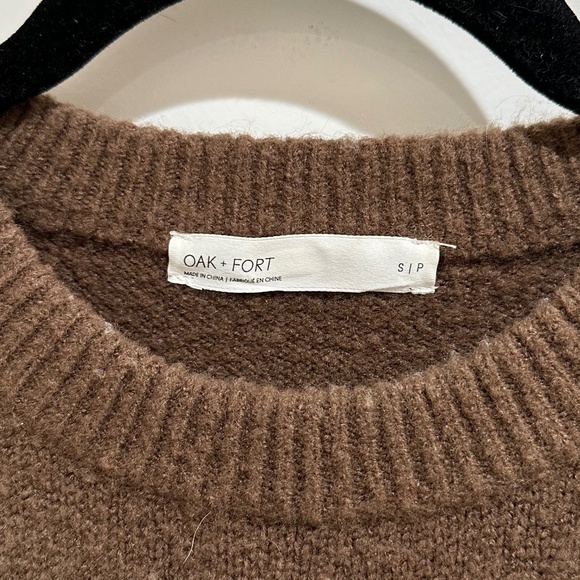 OAK + FORT S | P
MADE IN CHINA | FABRIQUÉ EN CHINE